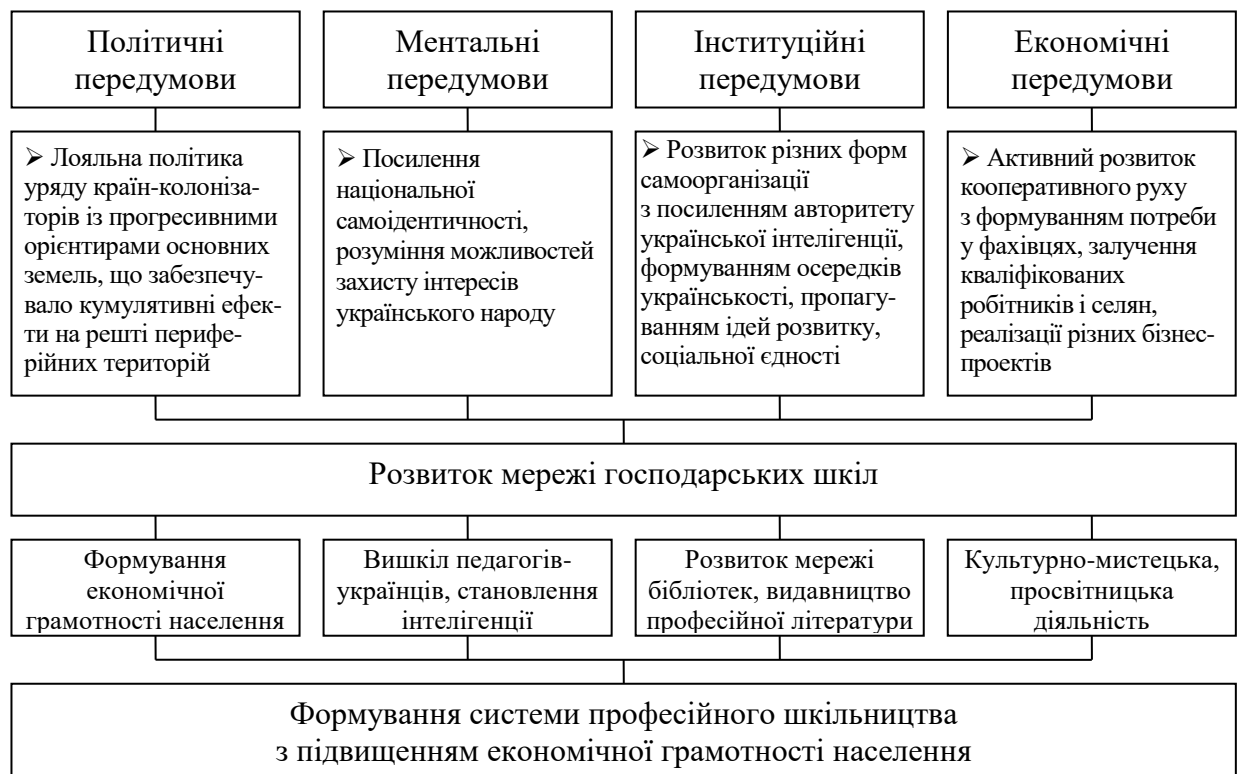 Політичні
передумови
Ментальні
передумови
Інституційні
передумови
Економічні
передумови
➢ Лояльна політика
уряду країн-колоніза-
торів із прогресивними
орієнтирами основних
земель, що забезпечу-
вало кумулятивні ефек-
ти на решті перифе-
рійних територій
➢ Посилення
національної
самоідентичності,
розуміння можливостей
захисту інтересів
українського народу
➢ Розвиток різних форм
самоорганізації
з посиленням авторитету
української інтелігенції,
формуванням осередків
українськості, пропагу-
ванням ідей розвитку,
соціальної єдності
➢ Активний розвиток
кооперативного руху
з формуванням потреби
у фахівцях, залучення
кваліфікованих
робітників і селян,
реалізації різних бізнес-
проектів
Розвиток мережі господарських шкіл
Формування
економічної
грамотності населення
Вишкіл педагогів-
українців, становлення
інтелігенції
Розвиток мережі
бібліотек, видавництво
професійної літератури
Культурно-мистецька,
просвітницька
діяльність
Формування системи професійного шкільництва
з підвищенням економічної грамотності населення